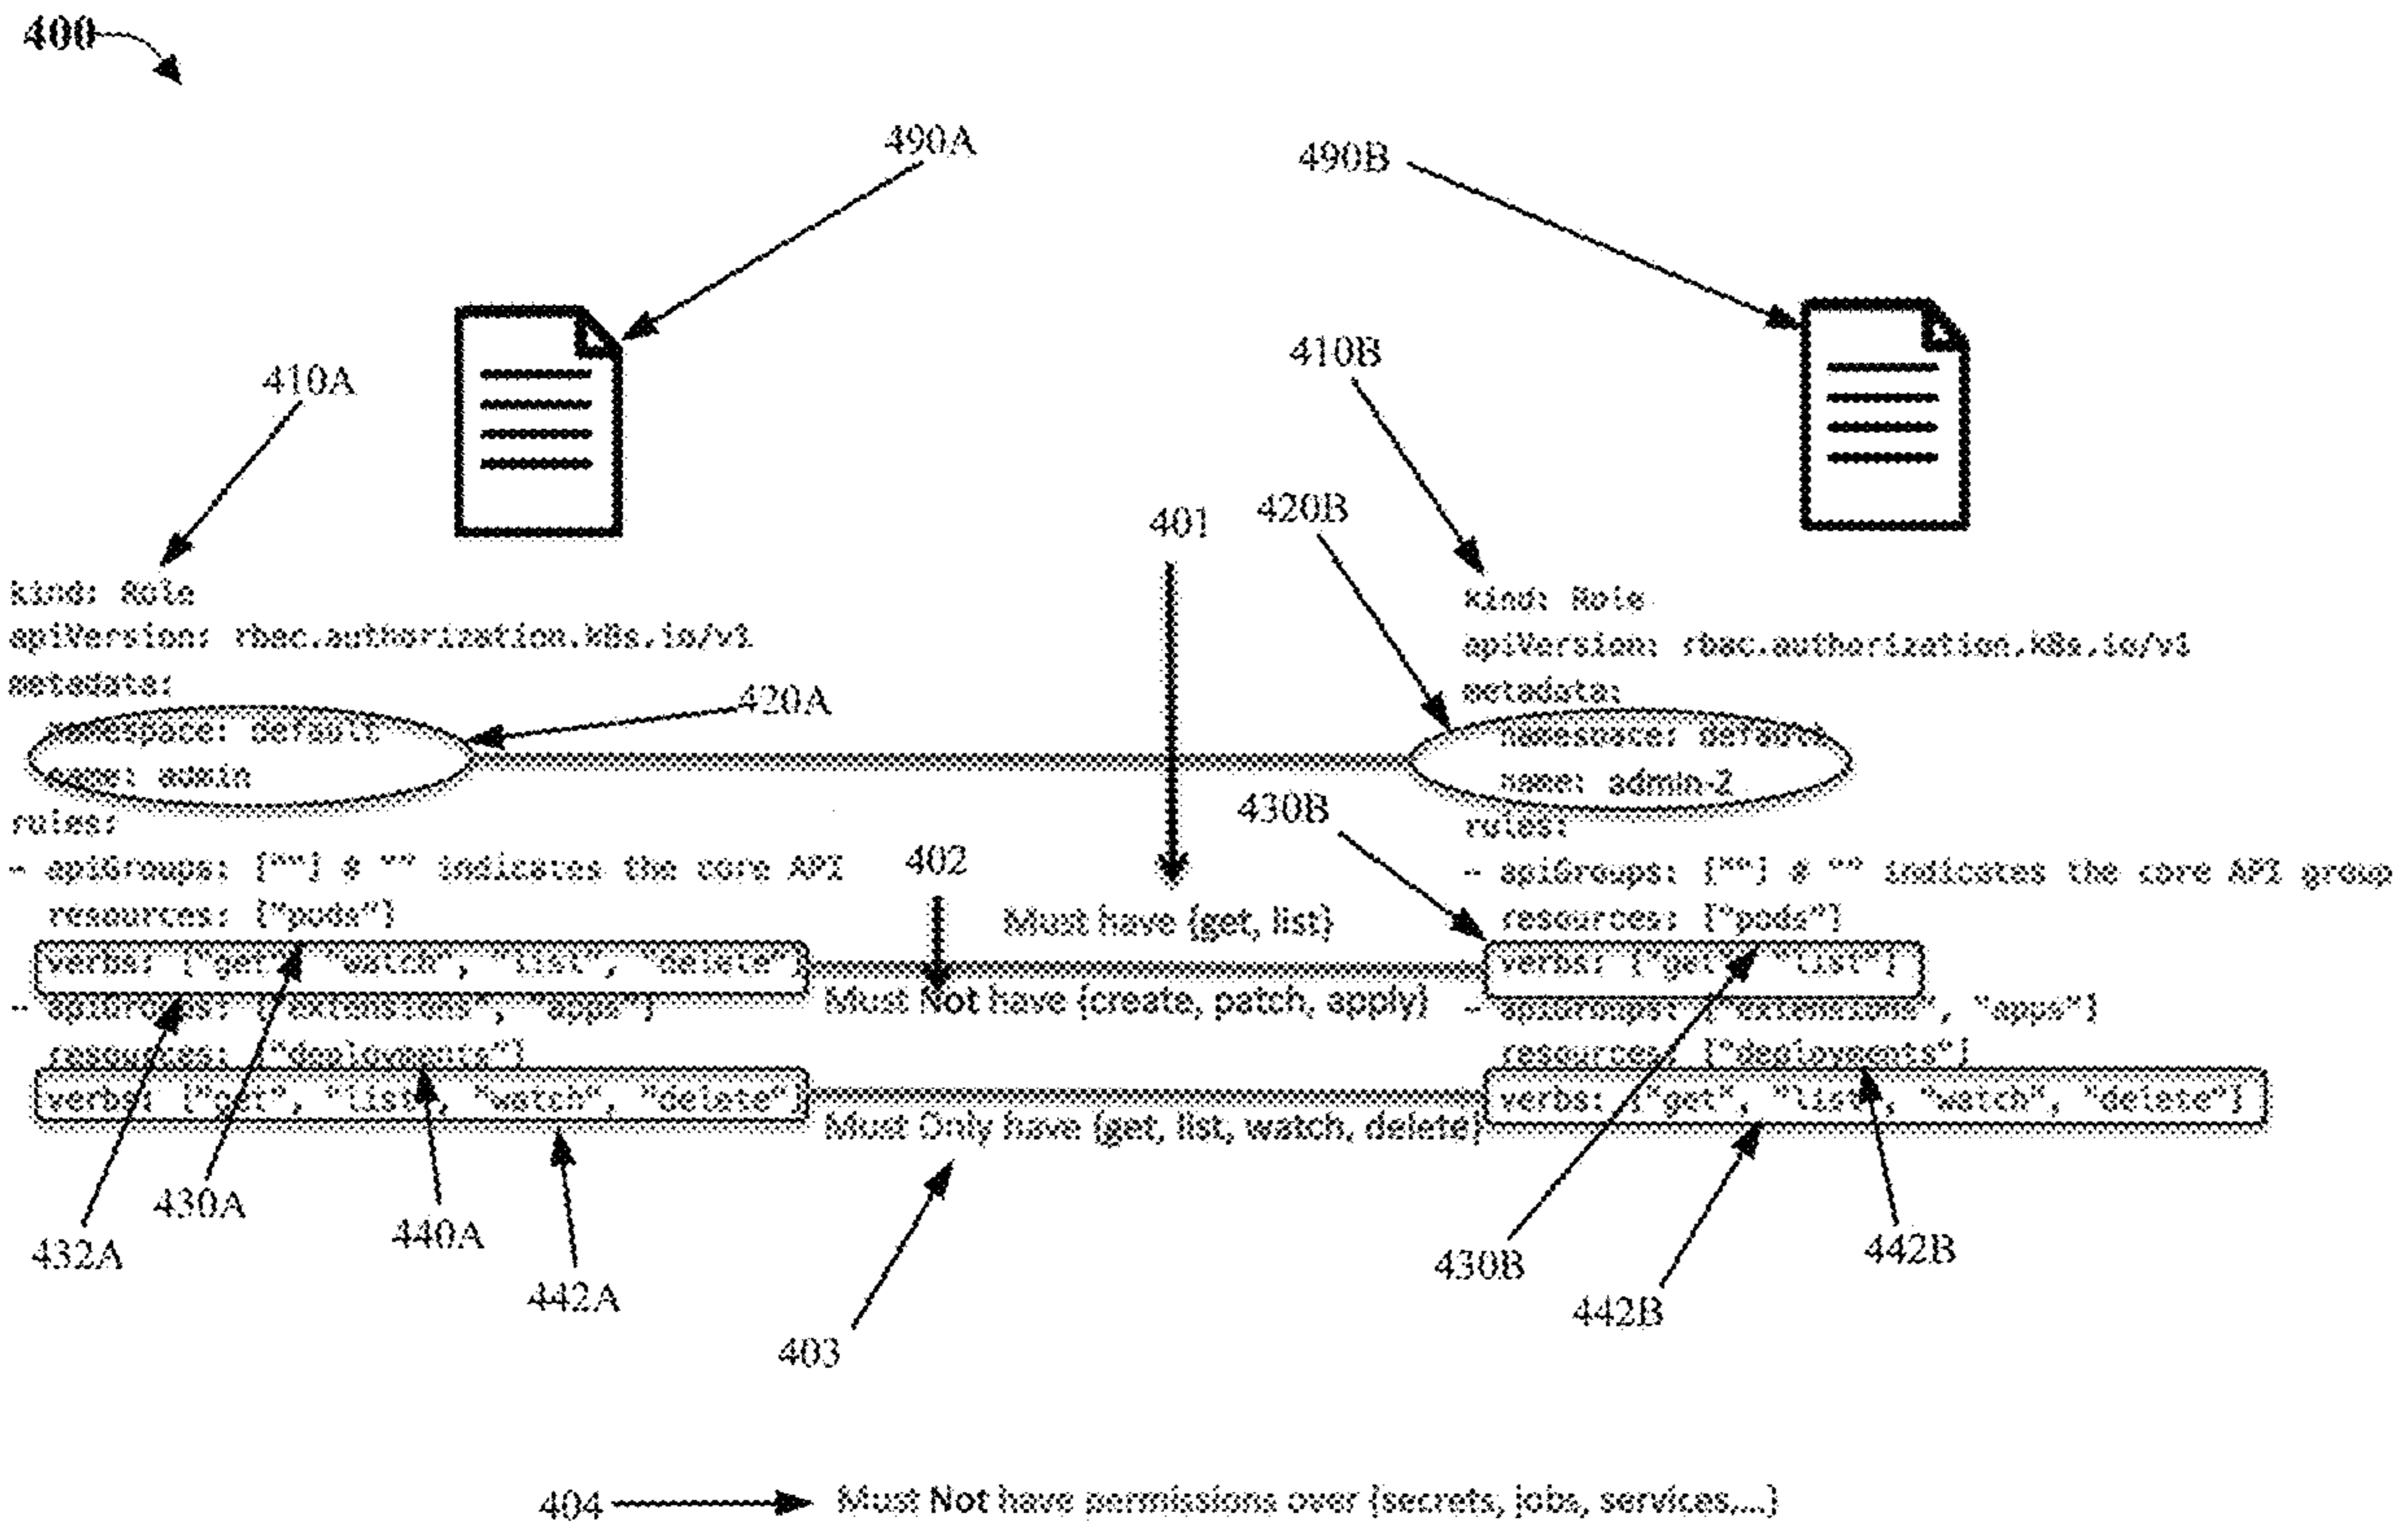 400
490A
490B
410A
410B
401
420B
kind: Role
apiVersion: rbac.authorization.k8s.io/v1
metadata:
namespace: default
name: admin
rules:
- apiGroups: [""] # "" indicates the core API
resources: ["pods"]
verbs: ["get", "watch", "list", "delete"]
- apiGroups: ["extensions", "apps"]
resources: ["deployments"]
verbs: ["get", "list", "watch", "delete"]
420A
402
430B
Must have {get, list}
Must Not have {create, patch, apply}
Must Only have {get, list, watch, delete}
kind: Role
apiVersion: rbac.authorization.k8s.io/v1
metadata:
namespace: default
name: admin-2
rules:
- apiGroups: [""] # "" indicates the core API group
resources: ["pods"]
verbs: ["get", "list"]
- apiGroups: ["extensions", "apps"]
resources: ["deployments"]
verbs: ["get", "list", "watch", "delete"]
432A
430A
440A
442A
403
430B
442B
442B
404
Must Not have permissions over {secrets, jobs, services,...}